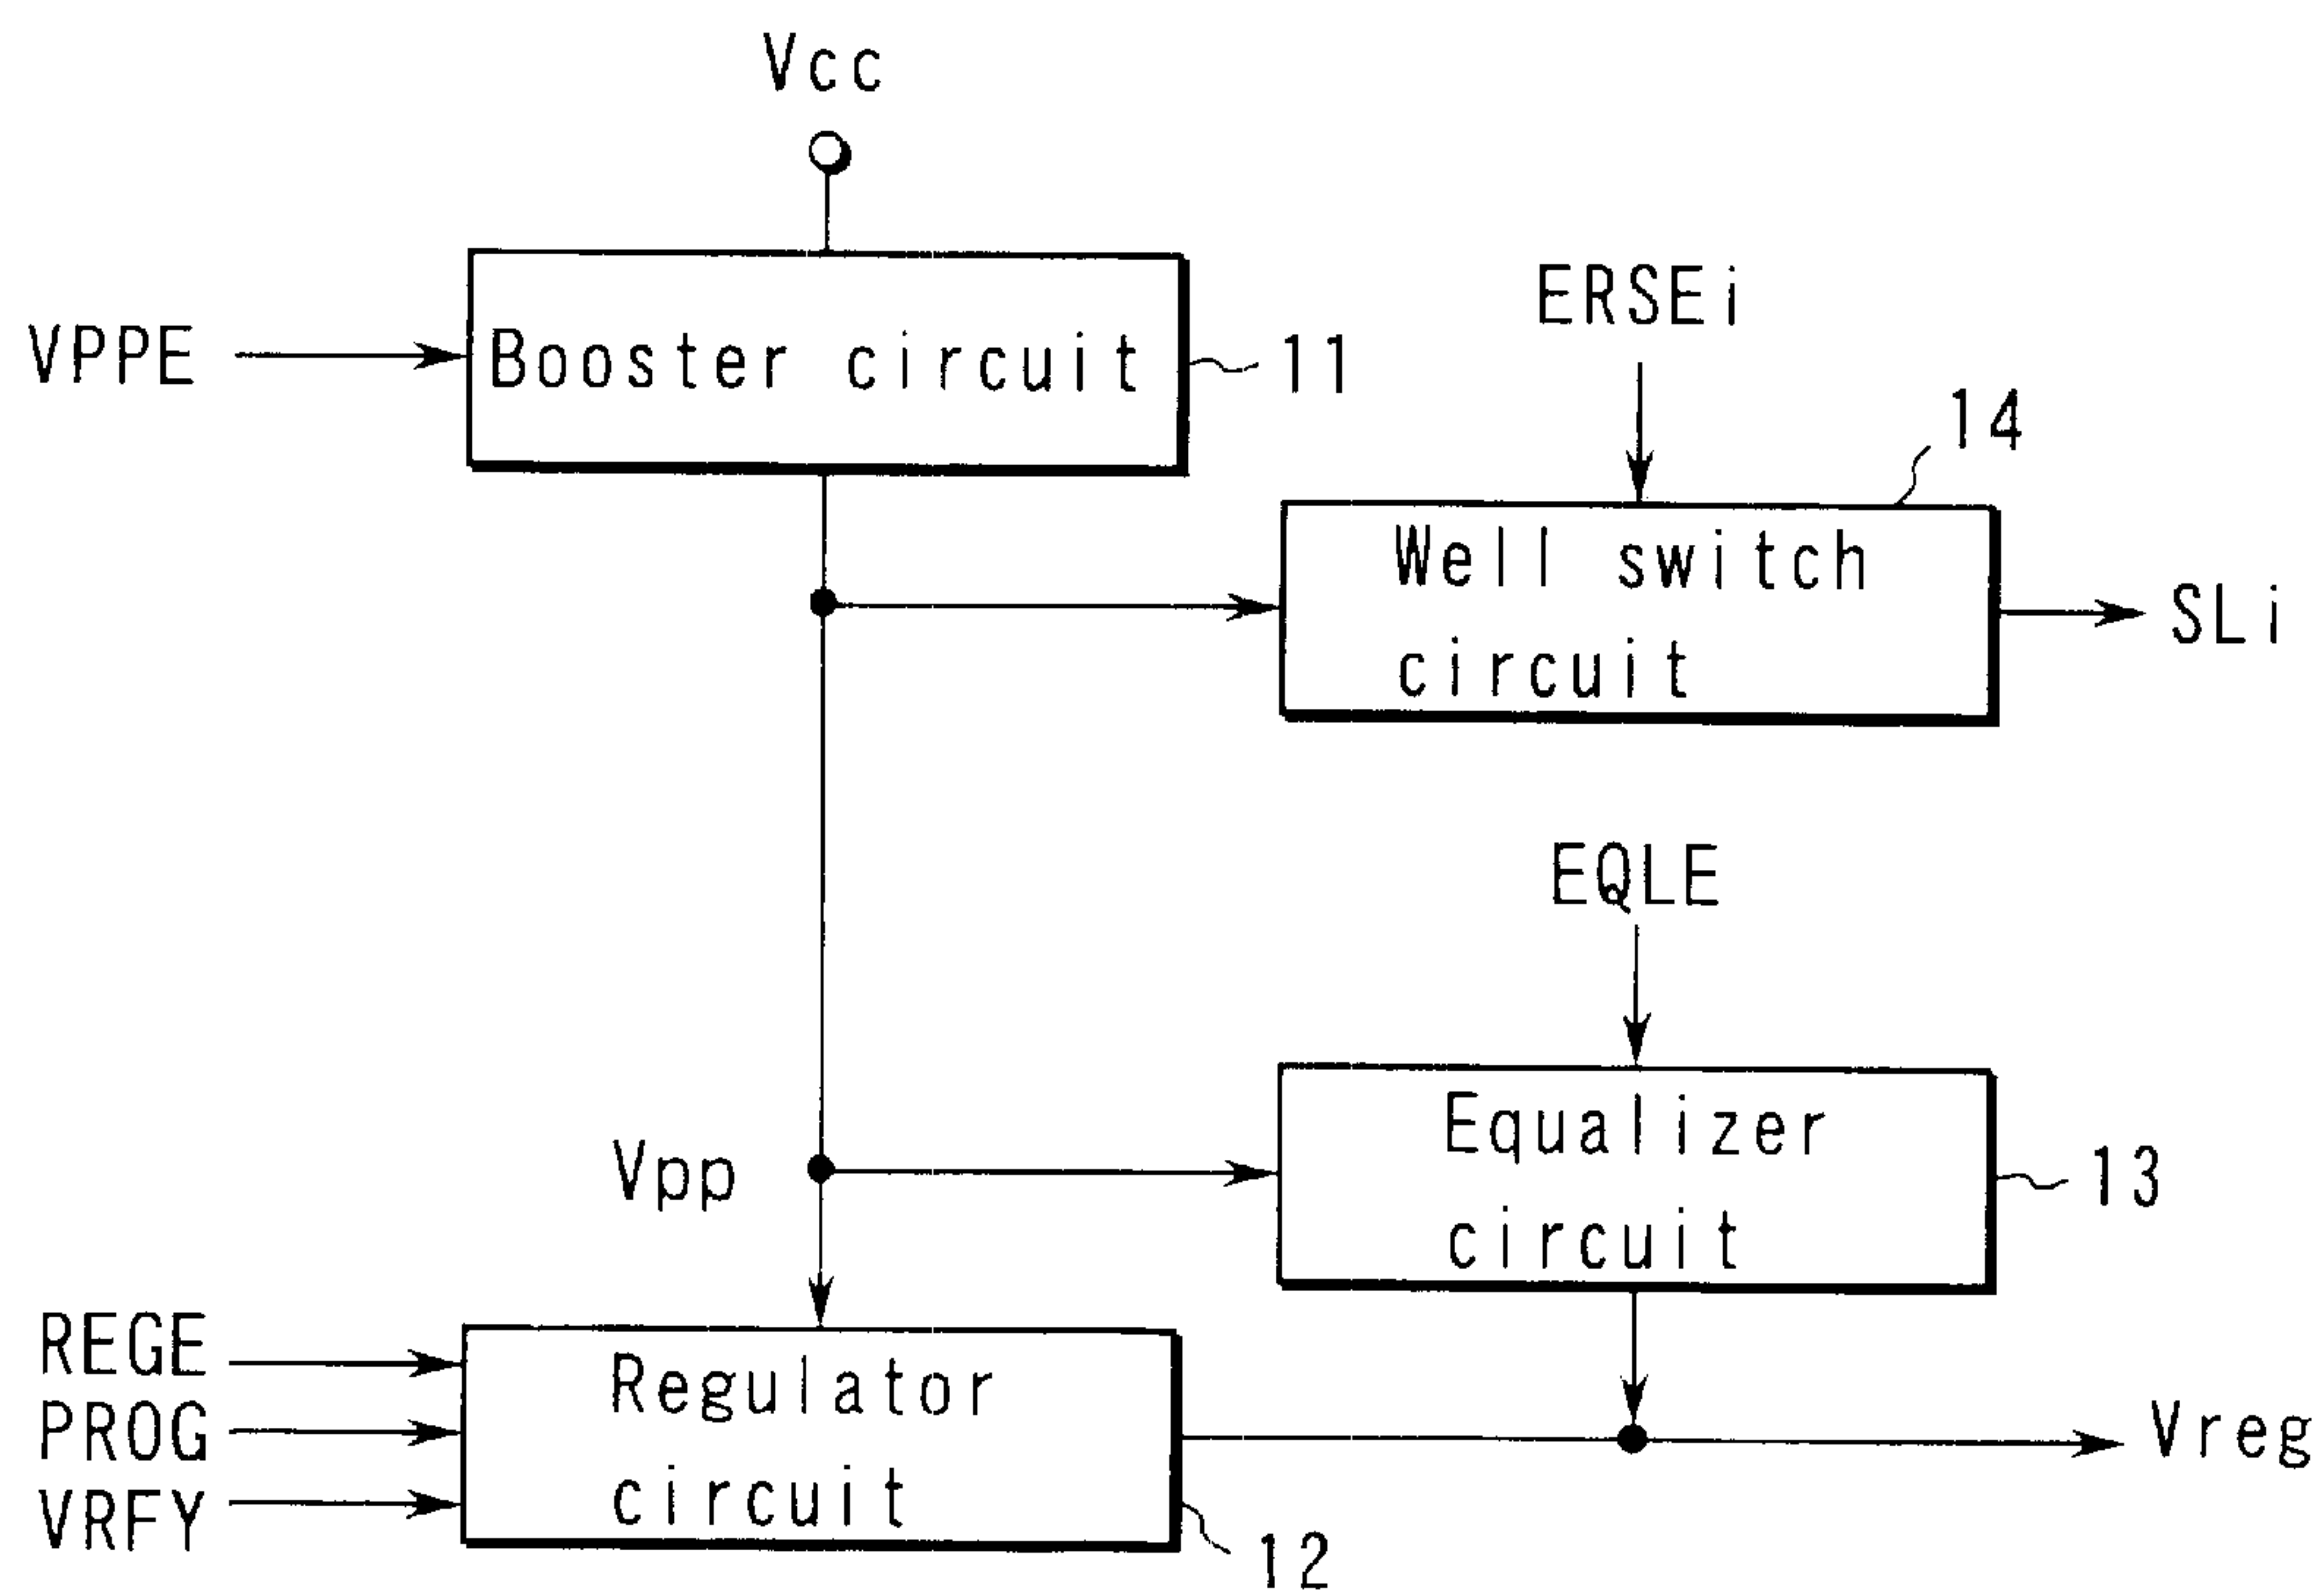 Vcc
VPPE
Booster circuit
11
ERSEi
14
Well switch
circuit
SLi
EQLE
Equalizer
circuit
13
Vpp
REGE
PROG
VRFY
Regulator
circuit
12
Vreg